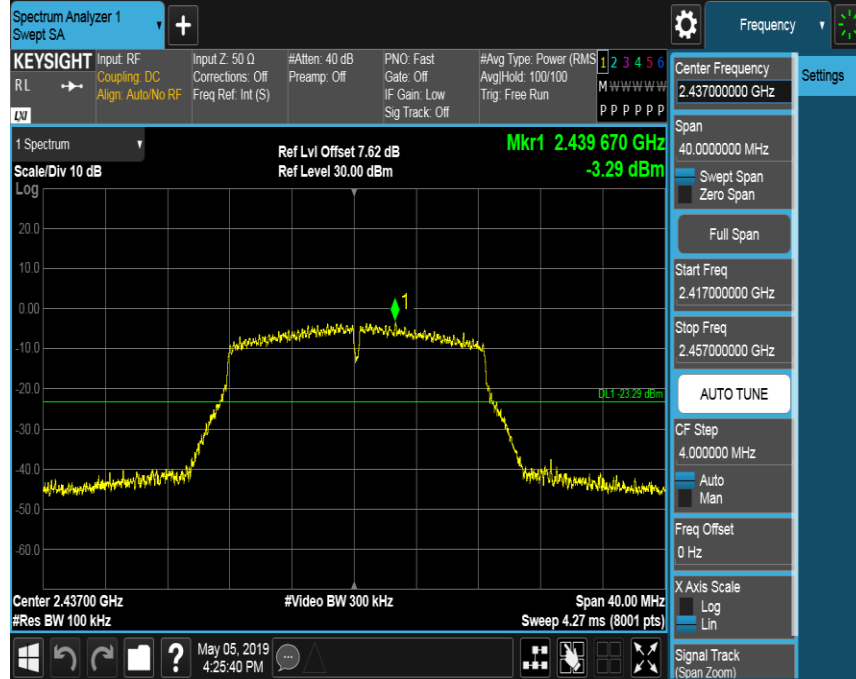 Spectrum Analyzer 1
Swept SA
+
Frequency
KEYSIGHT
R L
LXI
Input: RF
Coupling: DC
Align: Auto/No RF
Input Z: 50 Ω
Corrections: Off
Freq Ref: Int (S)
#Atten: 40 dB
Preamp: Off
PNO: Fast
Gate: Off
IF Gain: Low
Sig Track: Off
#Avg Type: Power (RMS
Avg|Hold: 100/100
Trig: Free Run
1 2 3 4 5 6
M W W W W W
P P P P P P
Center Frequency
2.437000000 GHz
Settings
1 Spectrum
Scale/Div 10 dB
Log
Ref Lvl Offset 7.62 dB
Ref Level 30.00 dBm
Mkr1 2.439 670 GHz
-3.29 dBm
Span
40.0000000 MHz
Swept Span
Zero Span
Full Span
Start Freq
2.417000000 GHz
Stop Freq
2.457000000 GHz
AUTO TUNE
CF Step
4.000000 MHz
Auto
Man
Freq Offset
0 Hz
X Axis Scale
Log
Lin
Signal Track
(Span Zoom)
20.0
10.0
0.00
-10.0
-20.0
-30.0
-40.0
-50.0
-60.0
1
DL1 -23.29 dBm
Center 2.43700 GHz
#Res BW 100 kHz
#Video BW 300 kHz
Span 40.00 MHz
Sweep 4.27 ms (8001 pts)
?
May 05, 2019
4:25:40 PM